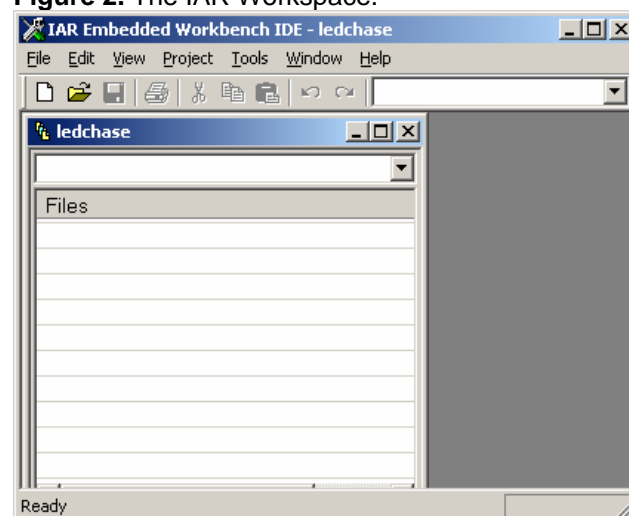 Figure 2. The IAR Workspace.
IAR Embedded Workbench IDE - ledchase
File Edit View Project Tools Window Help
ledchase
Files
Ready